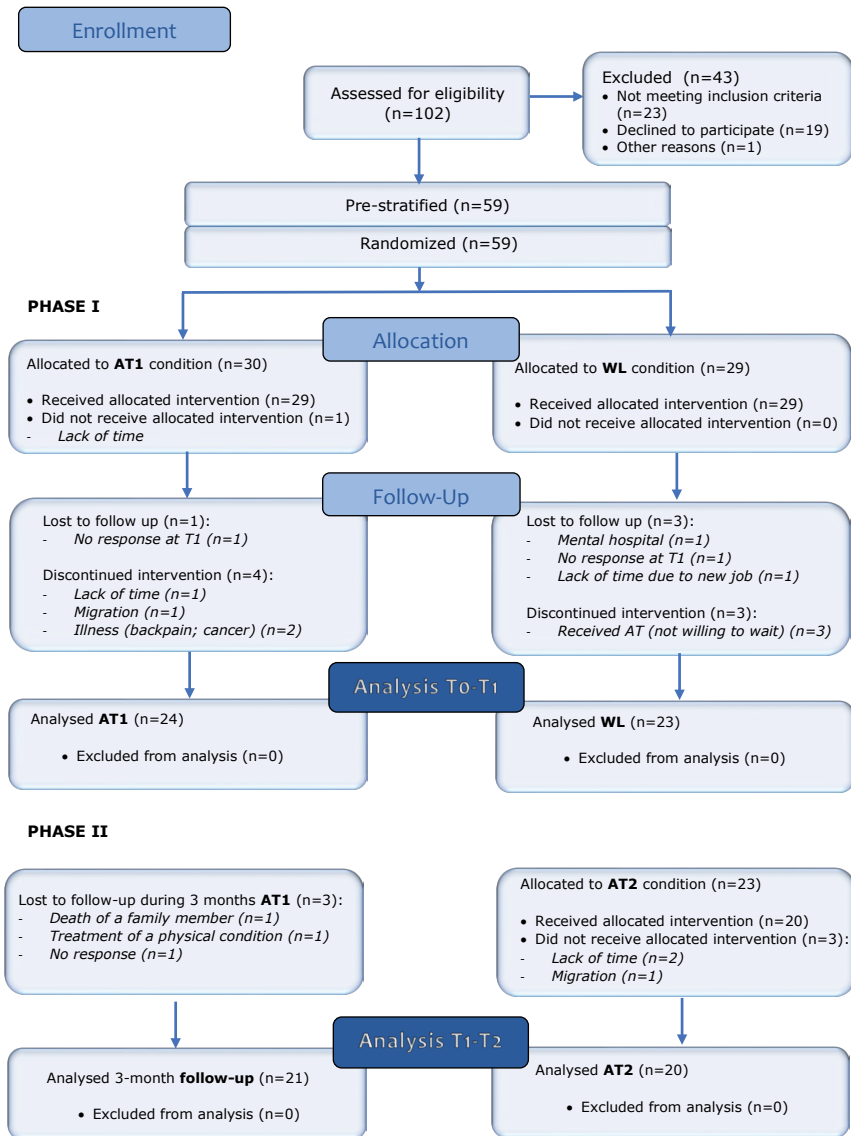 Enrollment
Assessed for eligibility
(n=102)
Excluded (n=43)
• Not meeting inclusion criteria
(n=23)
• Declined to participate (n=19)
• Other reasons (n=1)
Pre-stratified (n=59)
Randomized (n=59)
PHASE I
Allocation
Allocated to AT1 condition (n=30)
• Received allocated intervention (n=29)
• Did not receive allocated intervention (n=1)
- Lack of time
Allocated to WL condition (n=29)
• Received allocated intervention (n=29)
• Did not receive allocated intervention (n=0)
Follow-Up
Lost to follow up (n=1):
- No response at T1 (n=1)
Discontinued intervention (n=4):
- Lack of time (n=1)
- Migration (n=1)
- Illness (backpain; cancer) (n=2)
Lost to follow up (n=3):
- Mental hospital (n=1)
- No response at T1 (n=1)
- Lack of time due to new job (n=1)
Discontinued intervention (n=3):
- Received AT (not willing to wait) (n=3)
Analysis T0-T1
Analysed AT1 (n=24)
• Excluded from analysis (n=0)
Analysed WL (n=23)
• Excluded from analysis (n=0)
PHASE II
Lost to follow-up during 3 months AT1 (n=3):
- Death of a family member (n=1)
- Treatment of a physical condition (n=1)
- No response (n=1)
Allocated to AT2 condition (n=23)
• Received allocated intervention (n=20)
• Did not receive allocated intervention (n=3):
- Lack of time (n=2)
- Migration (n=1)
Analysis T1-T2
Analysed 3-month follow-up (n=21)
• Excluded from analysis (n=0)
Analysed AT2 (n=20)
• Excluded from analysis (n=0)